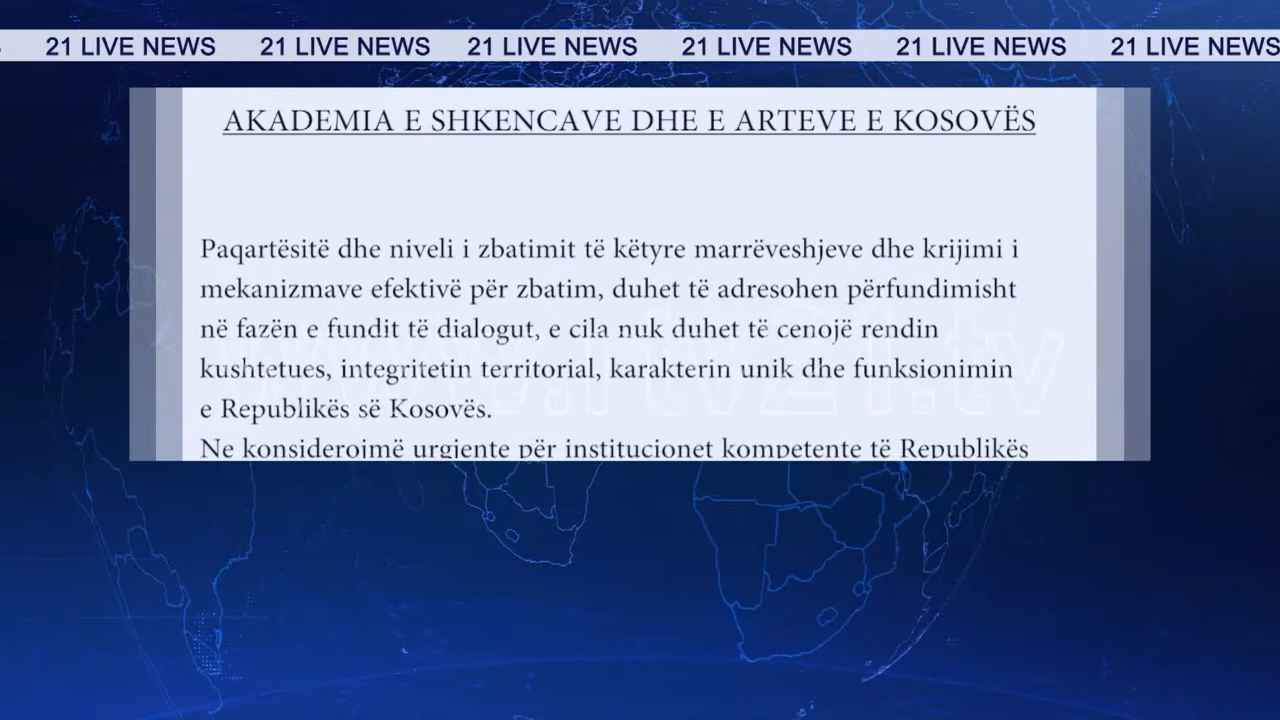 21 LIVE NEWS 21 LIVE NEWS 21 LIVE NEWS 21 LIVE NEWS 21 LIVE NEWS 21 LIVE NEWS
AKADEMIA E SHKENCAVE DHE E ARTEVE E KOSOVËS
Paqartësitë dhe niveli i zbatimit të këtyre marrëveshjeve dhe krijimi i
mekanizmave efektivë për zbatim, duhet të adresohen përfundimisht
në fazën e fundit të dialogut, e cila nuk duhet të cenojë rendin
kushtetues, integritetin territorial, karakterin unik dhe funksionimin
e Republikës së Kosovës.
Ne konsiderojmë urgjente për institucionet kompetente të Republikës
www.rtv21.tv